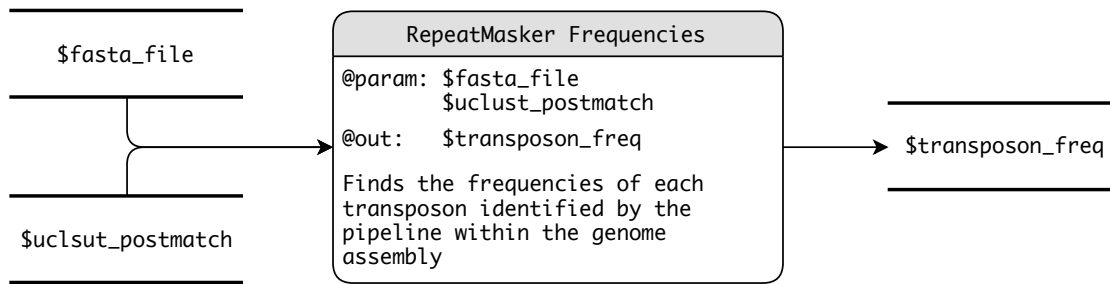 $fasta_file
$uclsut_postmatch
RepeatMasker Frequencies
@param: $fasta_file
$uclust_postmatch
@out: $transposon_freq
Finds the frequencies of each
transposon identified by the
pipeline within the genome
assembly
$transposon_freq